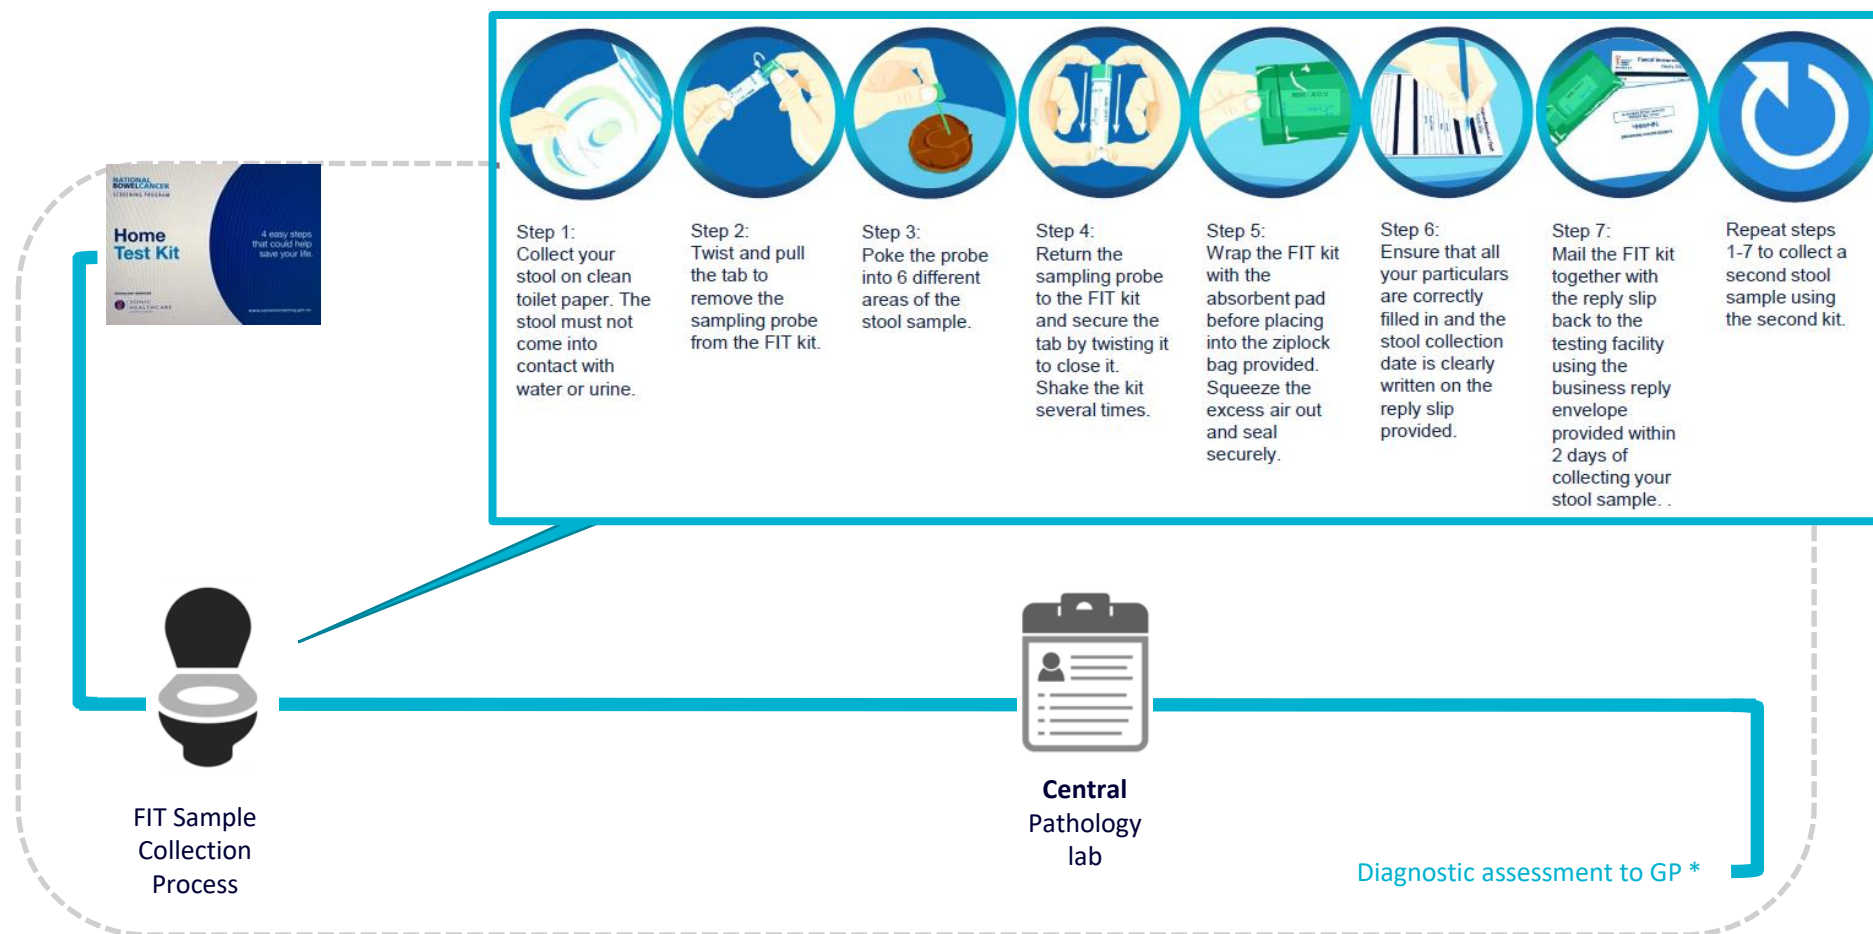 NATIONAL
BOWELCANCER
SCREENING PROGRAM
Home
Test Kit
4 easy steps
that could help
save your life.
SONIC
HEALTHCARE
Step 1:
Collect your
stool on clean
toilet paper. The
stool must not
come into
contact with
water or urine.
Step 2:
Twist and pull
the tab to
remove the
sampling probe
from the FIT kit.
Step 3:
Poke the probe
into 6 different
areas of the
stool sample.
Step 4:
Return the
sampling probe
to the FIT kit
and secure the
tab by twisting it
to close it.
Shake the kit
several times.
Step 5:
Wrap the FIT kit
with the
absorbent pad
before placing
into the ziplock
bag provided.
Squeeze the
excess air out
and seal
securely.
Step 6:
Ensure that all
your particulars
are correctly
filled in and the
stool collection
date is clearly
written on the
reply slip
provided.
Step 7:
Mail the FIT kit
together with
the reply slip
back to the
testing facility
using the
business reply
envelope
provided within
2 days of
collecting your
stool sample. .
Repeat steps
1-7 to collect a
second stool
sample using
the second kit.
FIT Sample
Collection
Process
Central
Pathology
lab
Diagnostic assessment to GP *